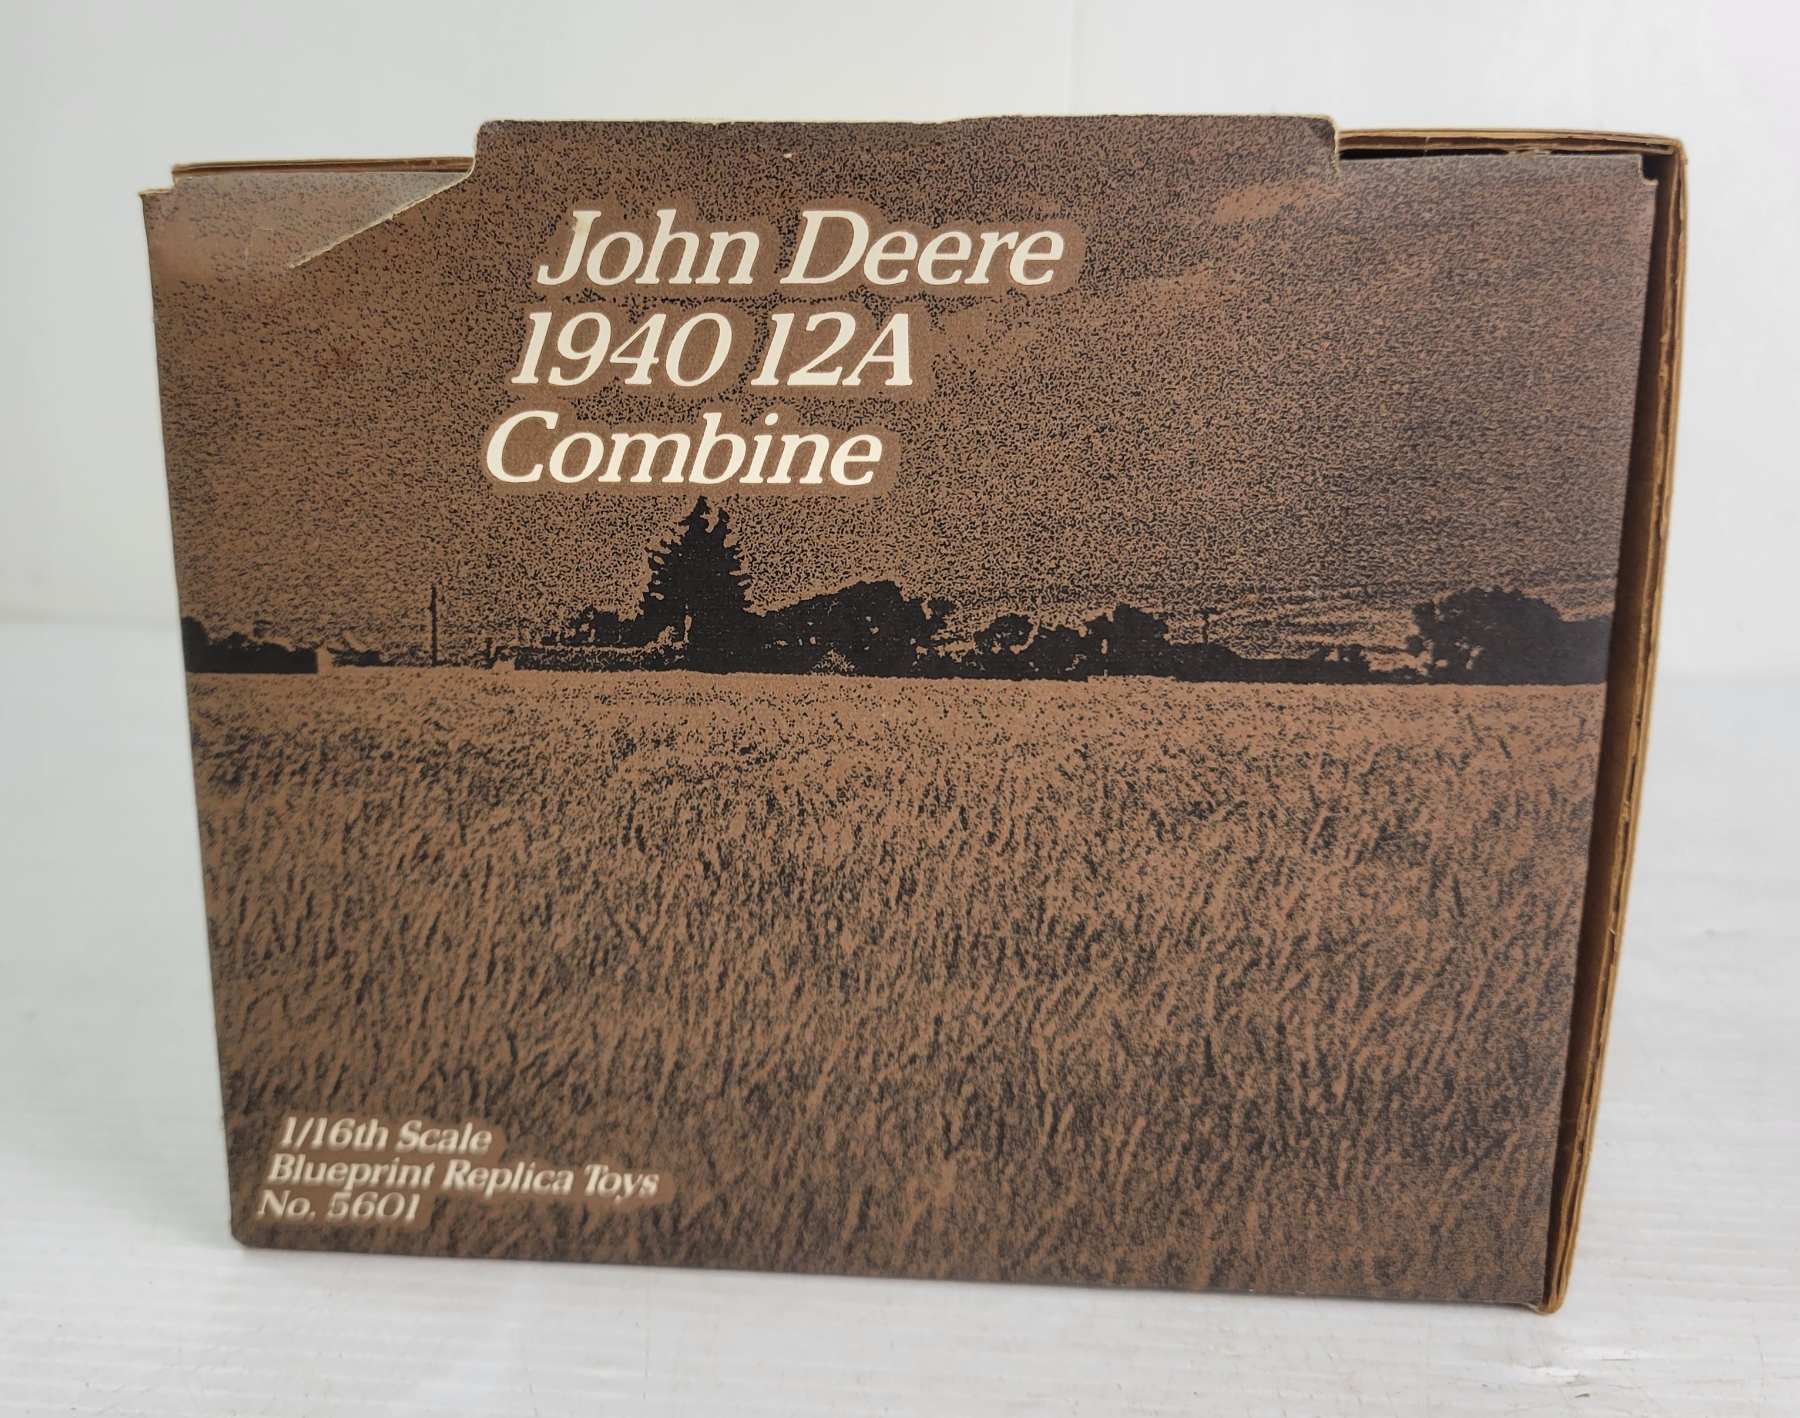 John Deere
1940 12A
Combine
1/16th Scale
Blueprint Replica Toys
No. 5601